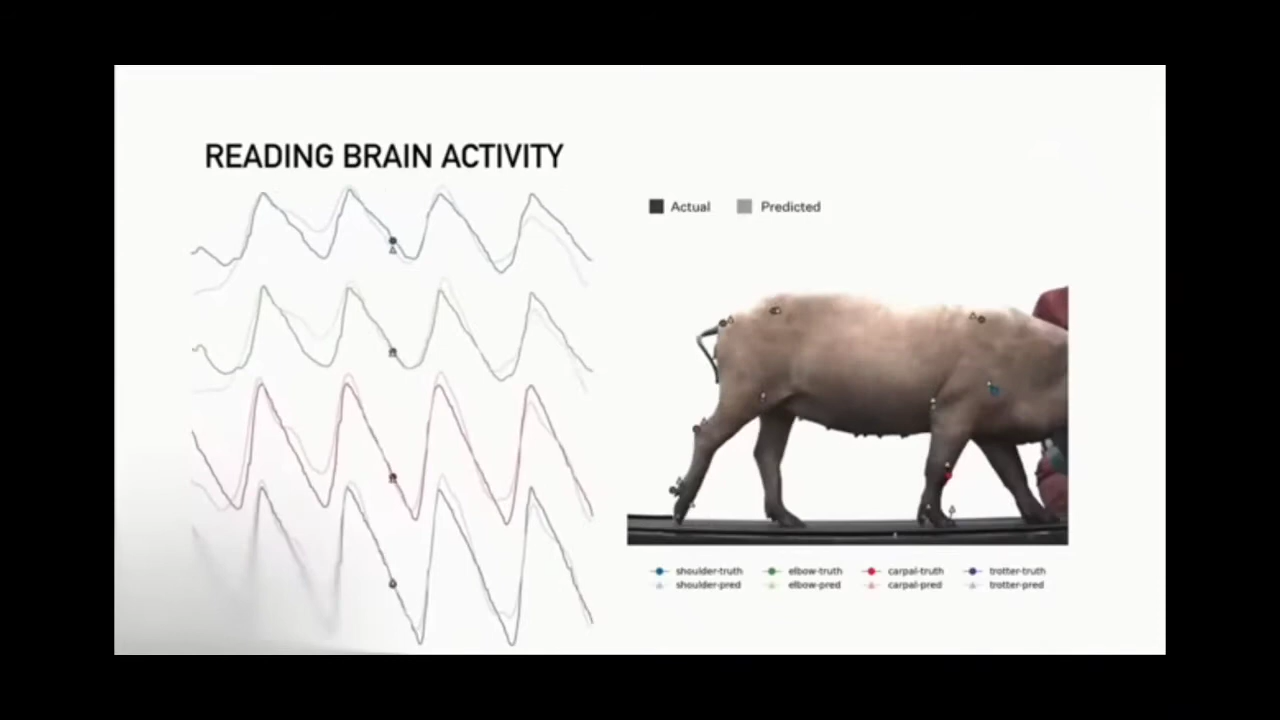 READING BRAIN ACTIVITY
Actual Predicted
shoulder-truth elbow-truth carpal-truth trotter-truth
shoulder-pred elbow-pred carpal-pred trotter-pred